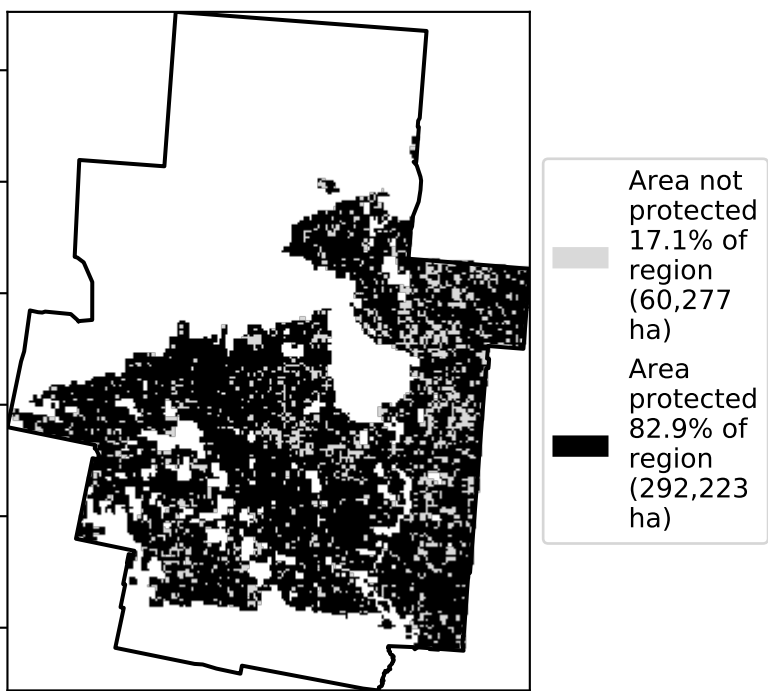 Area not
protected
17.1% of
region
(60,277
ha)
Area
protected
82.9% of
region
(292,223
ha)